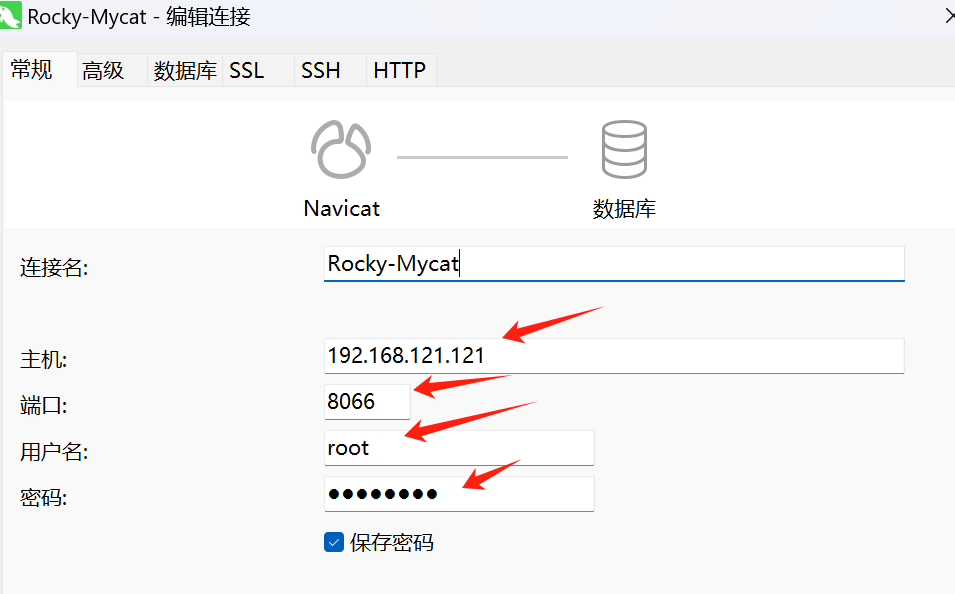 Rocky-Mycat - 编辑连接
常规 高级 数据库 SSL SSH HTTP
Navicat 数据库
连接名: Rocky-Mycat
主机: 192.168.121.121
端口: 8066
用户名: root
密码: ●●●●●●●●
保存密码